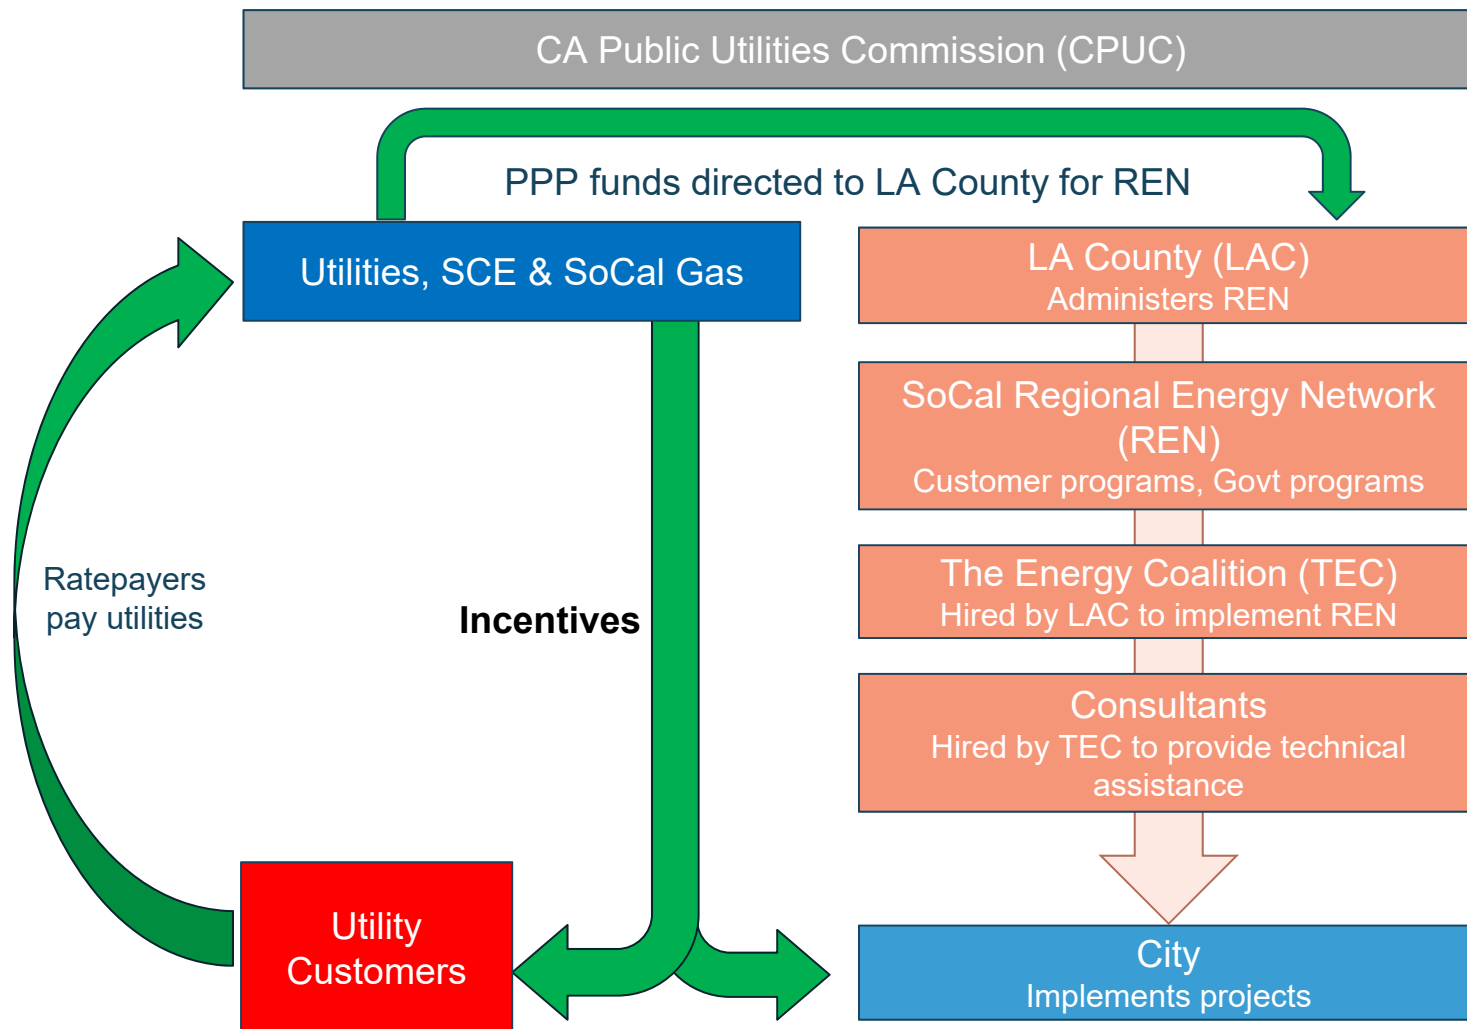 CA Public Utilities Commission (CPUC)
PPP funds directed to LA County for REN
Utilities, SCE & SoCal Gas
LA County (LAC)
Administers REN
SoCal Regional Energy Network
(REN)
Customer programs, Govt programs
Ratepayers
pay utilities
Incentives
The Energy Coalition (TEC)
Hired by LAC to implement REN
Consultants
Hired by TEC to provide technical
assistance
Utility
Customers
City
Implements projects